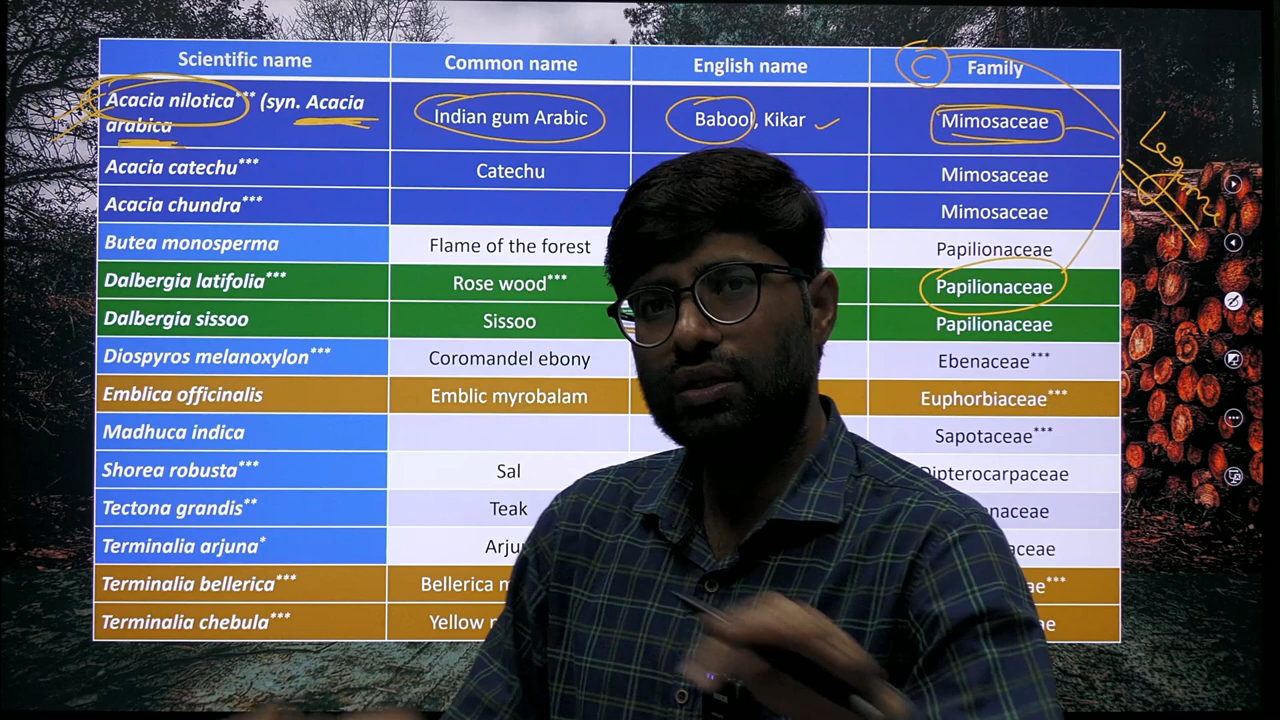 Scientific name Common name English name Family
C
Acacia nilotica*** (syn. Acacia arabica Indian gum Arabic Babool, Kikar Mimosaceae
Acacia catechu*** Catechu Mimosaceae
Acacia chundra*** Mimosaceae
Butea monosperma Flame of the forest Papilionaceae
Dalbergia latifolia*** Rose wood*** Papilionaceae
Dalbergia sissoo Sissoo Papilionaceae
Diospyros melanoxylon*** Coromandel ebony Ebenaceae***
Emblica officinalis Emblic myrobalam Euphorbiaceae***
Madhuca indica Sapotaceae***
Shorea robusta*** Sal Dipterocarpaceae
Tectona grandis** Teak
Terminalia arjuna*
Terminalia bellerica*** Bellerica
Terminalia chebula*** Yellow